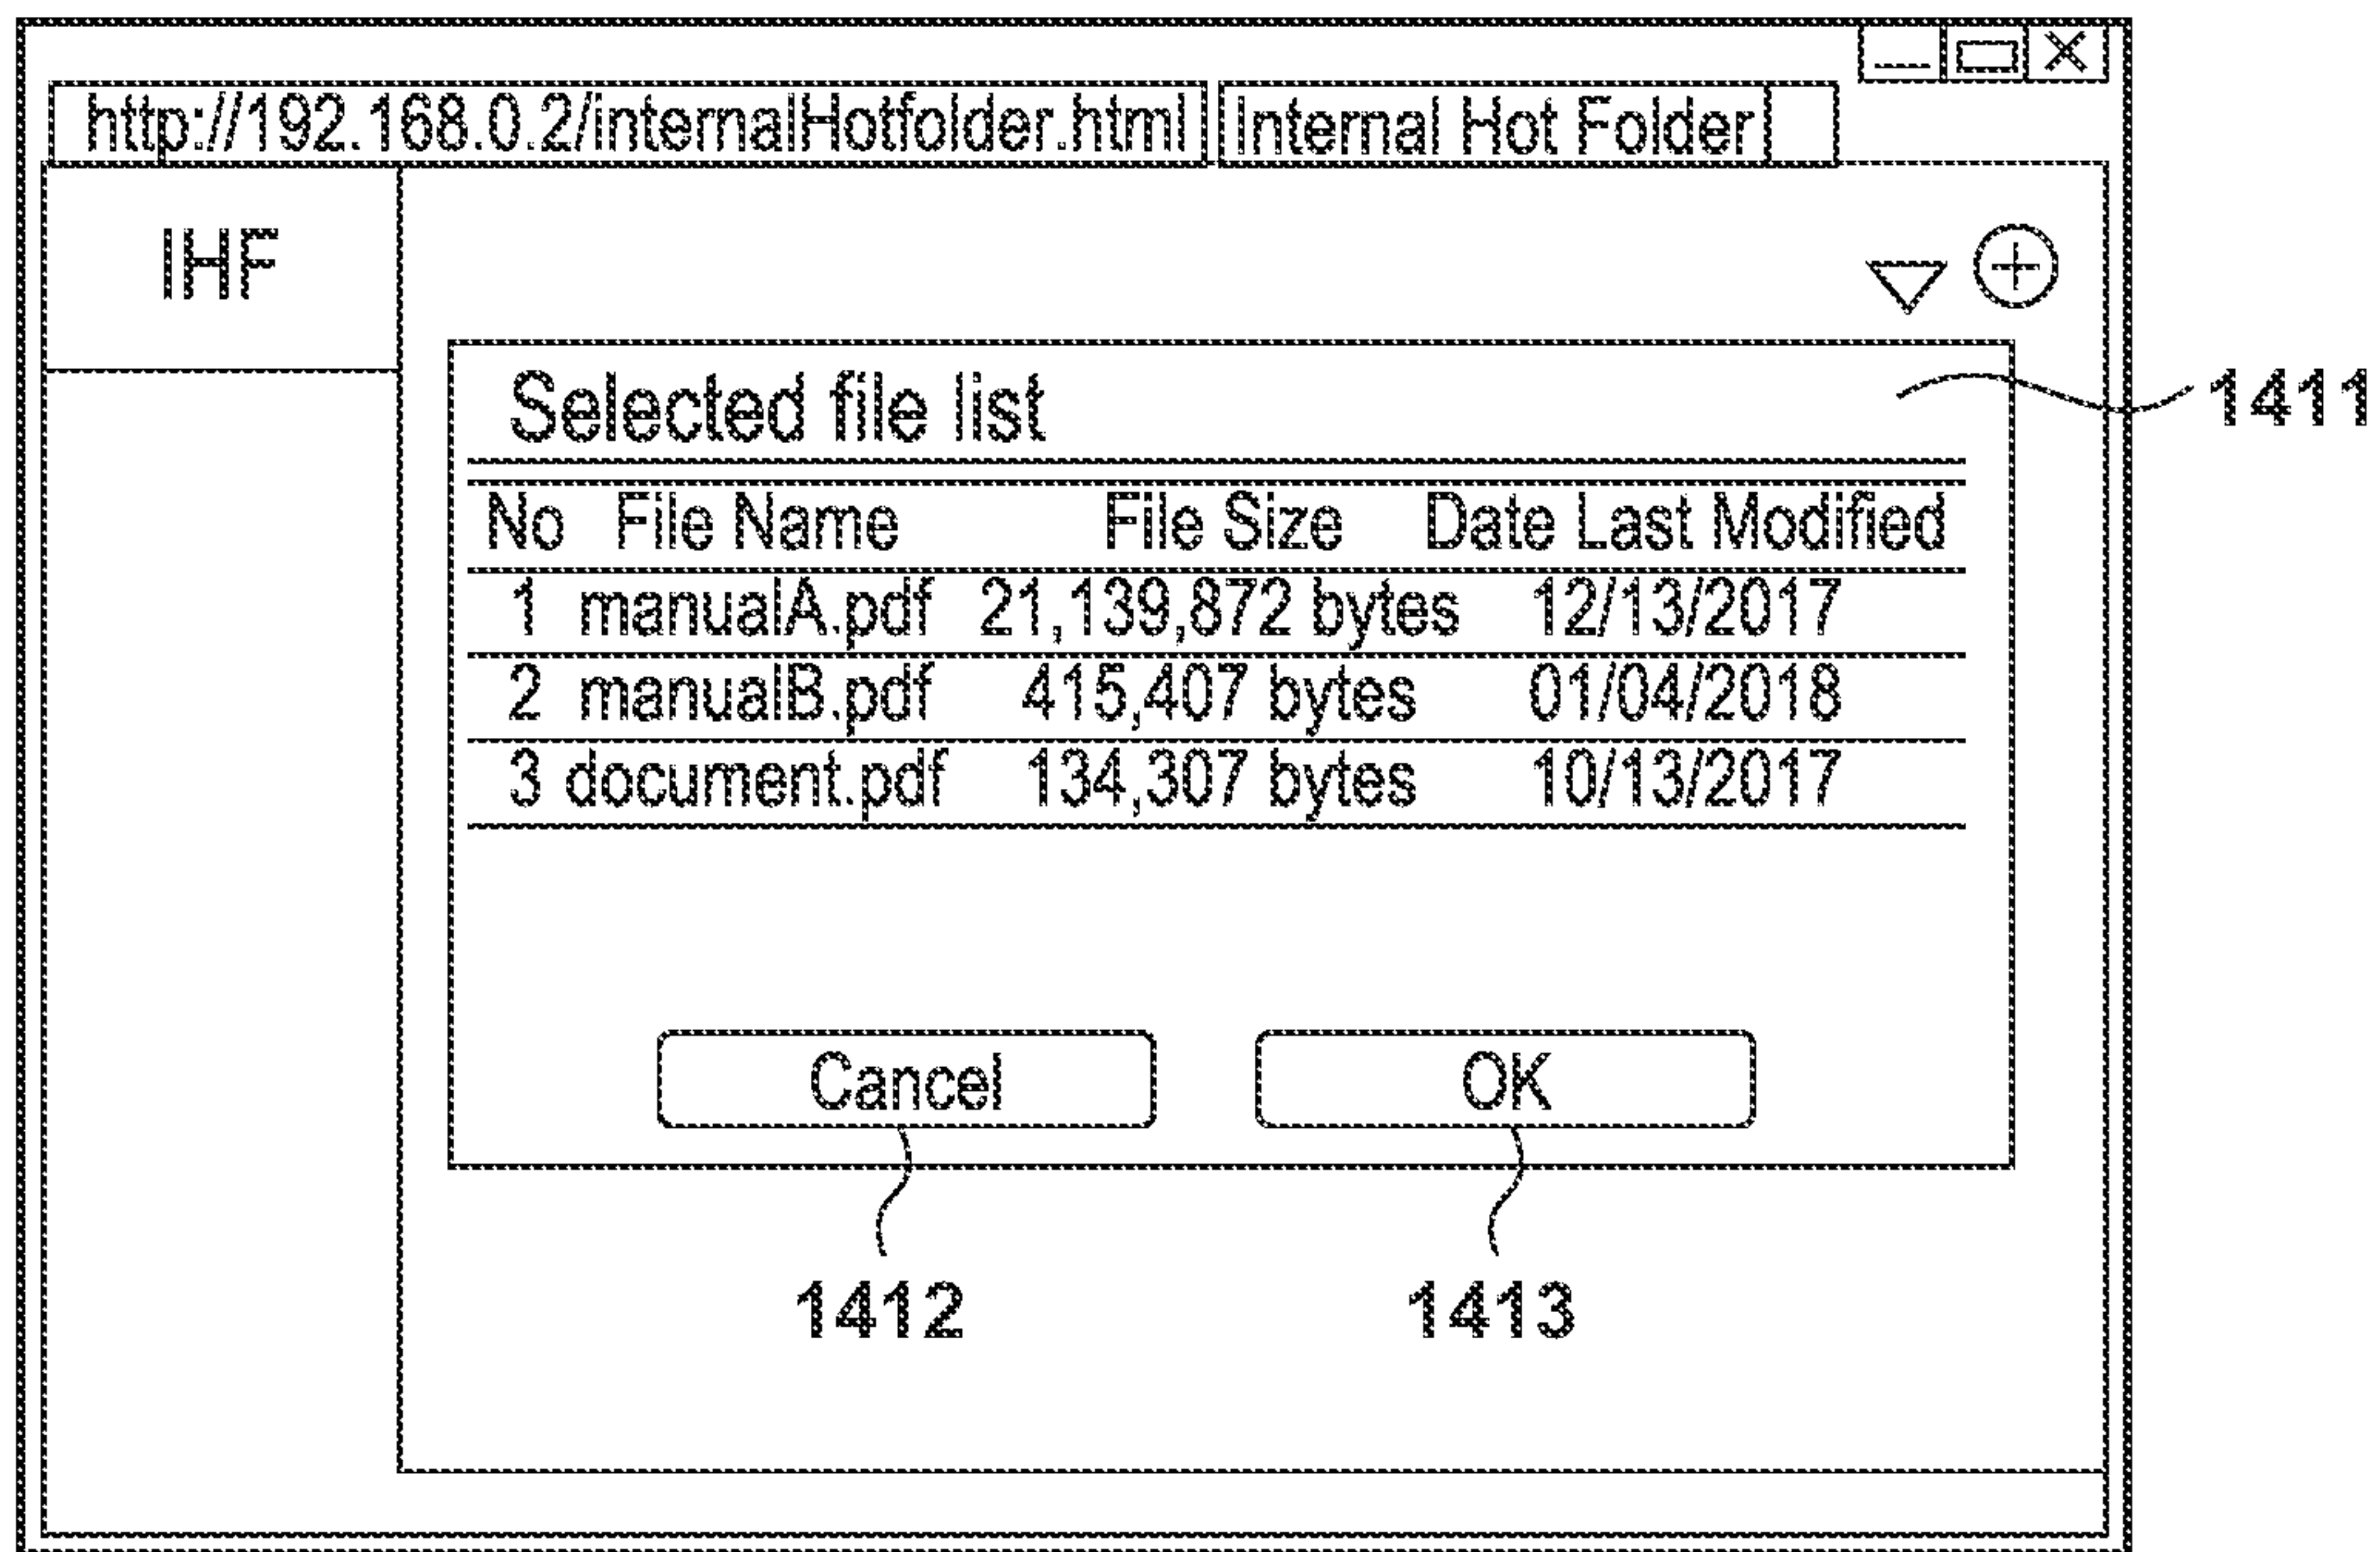 http://192.168.0.2/internalHotfolder.html Internal Hot Folder
IHF
Selected file list
1411
No File Name File Size Date Last Modified
1 manualA.pdf 21,139,872 bytes 12/13/2017
2 manualB.pdf 415,407 bytes 01/04/2018
3 document.pdf 134,307 bytes 10/13/2017
Cancel OK
1412 1413